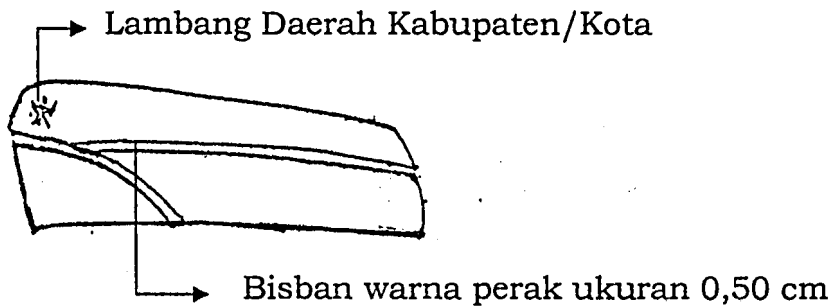 Lambang Daerah Kabupaten/Kota
Bisban warna perak ukuran 0,50 cm